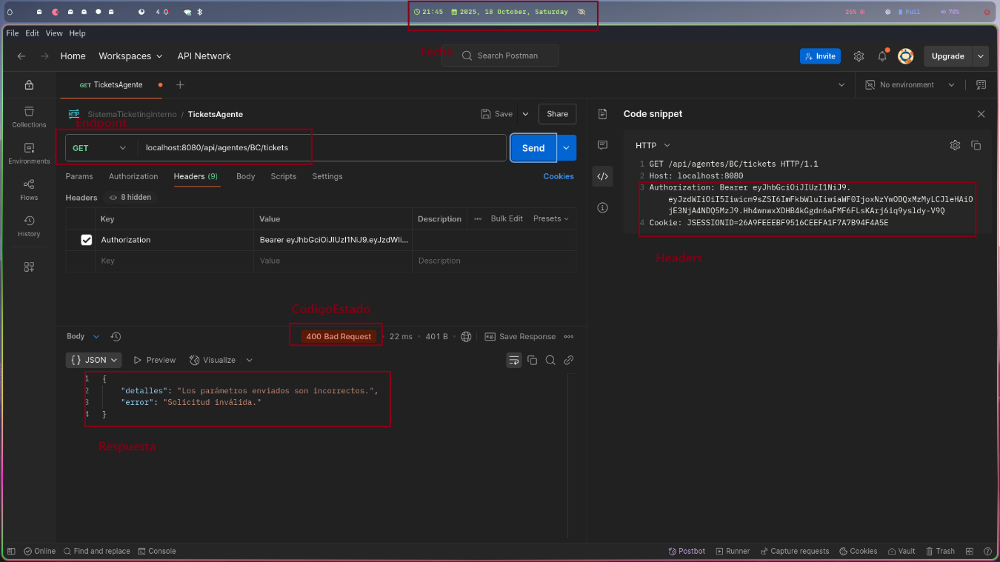 4
21:45 2025, 18 October, Saturday
26%
Full
70%
File Edit View Help
Fecha
Home Workspaces API Network
Search Postman
Invite
Upgrade
GET TicketsAgente
No environment
SistemaTicketingInterno / TicketsAgente
Save
Share
Endpoint
GET localhost:8080/api/agentes/BC/tickets
Send
Collections
Environments
Flows
History
Params Authorization Headers (9) Body Scripts Settings
Cookies
Headers 8 hidden
Key Value Description Bulk Edit Presets
Authorization Bearer eyJhbGciOiJIUzI1NiJ9.eyJzdWIi...
Key Value Description
Code snippet
HTTP
1 GET /api/agentes/BC/tickets HTTP/1.1
2 Host: localhost:8080
3 Authorization: Bearer eyJhbGciOiJIUzI1NiJ9.
eyJzdWIiOiI5Iiwicm9sZSI6ImFkbWluIiwiaWF0IjoxNzYwODQxMzMyLCJleHAiO
jE3NjA4NDQ5MzJ9.Hh4wnwxXDHB4kGgdn6aFMF6FLsKArj6iq9ysldy-V9Q
4 Cookie: JSESSIONID=26A9FEEEBF9516CEEFA1F7A7B94F4A5E
Headers
CodigoEstado
Body
400 Bad Request • 22 ms • 401 B •
Save Response
{} JSON Preview Visualize
1 {
2 "detalles": "Los parámetros enviados son incorrectos.",
3 "error": "Solicitud inválida."
4 }
Respuesta
Online Find and replace Console
Postbot Runner Capture requests Cookies Vault Trash